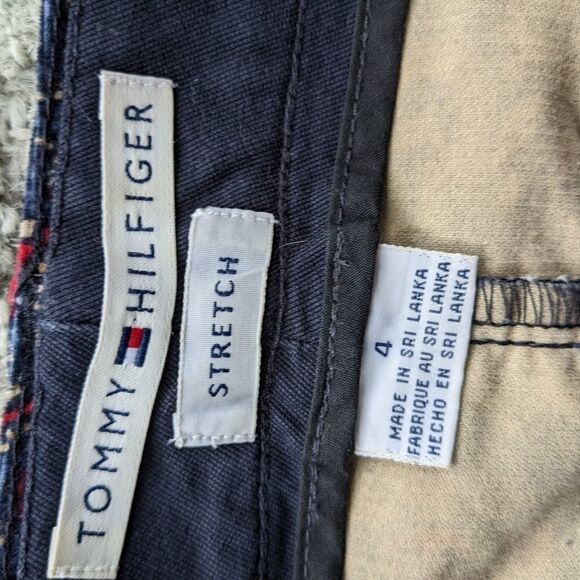 TOMMY HILFIGER
STRETCH
4
MADE IN SRI LANKA
FABRIQUE AU SRI LANKA
HECHO EN SRI LANKA